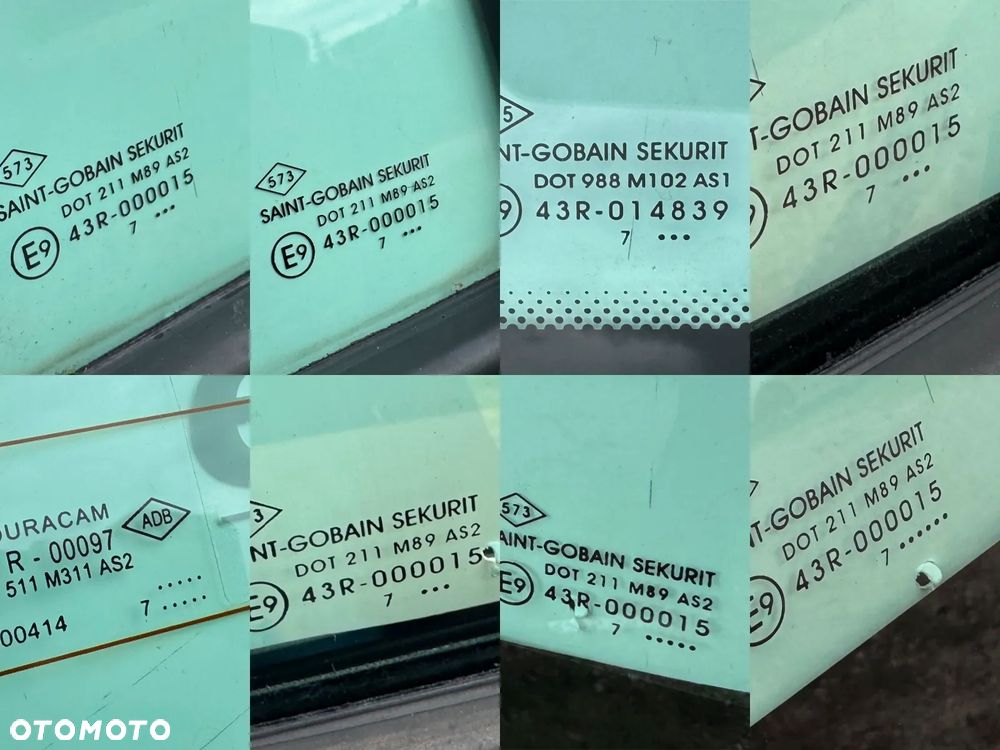 573
SAINT-GOBAIN SEKURIT
DOT 211 M89 AS2
E9 43R-000015
7 ...
573
SAINT-GOBAIN SEKURIT
DOT 211 M89 AS2
E9 43R-000015
7 ...
5
NT-GOBAIN SEKURIT
DOT 988 M102 AS1
9 43R-014839
7 ...
T-GOBAIN SEKURIT
DOT 211 M89 AS2
43R-000015
7 ...
DURACAM
ADB
R-00097
511 M311 AS2
.....
7 .....
00414
3
INT-GOBAIN SEKURIT
DOT 211 M89 AS2
E9 43R-000015
7 ...
573
AINT-GOBAIN SEKURIT
DOT 211 M89 AS2
E9 43R-000015
7 .....
T-GOBAIN SEKURIT
DOT 211 M89 AS2
E9 43R-000015
7 ......
OTOMOTO